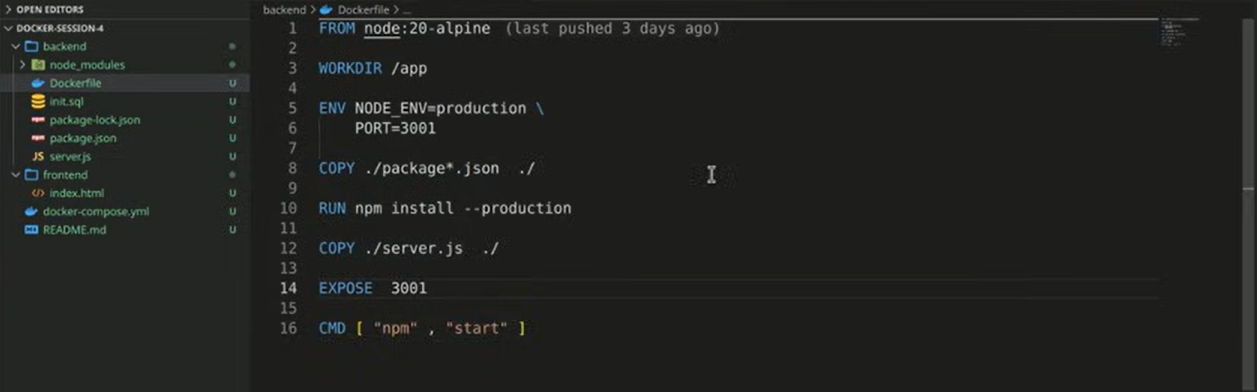 OPEN EDITORS
DOCKER-SESSION-4
backend
node_modules
Dockerfile U
init.sql U
package-lock.json U
package.json U
JS server.js U
frontend
index.html U
docker-compose.yml U
README.md U
backend > Dockerfile > ...
1 FROM node:20-alpine (last pushed 3 days ago)
2
3 WORKDIR /app
4
5 ENV NODE_ENV=production \
6 PORT=3001
7
8 COPY ./package*.json ./
9
10 RUN npm install --production
11
12 COPY ./server.js ./
13
14 EXPOSE 3001
15
16 CMD [ "npm" , "start" ]